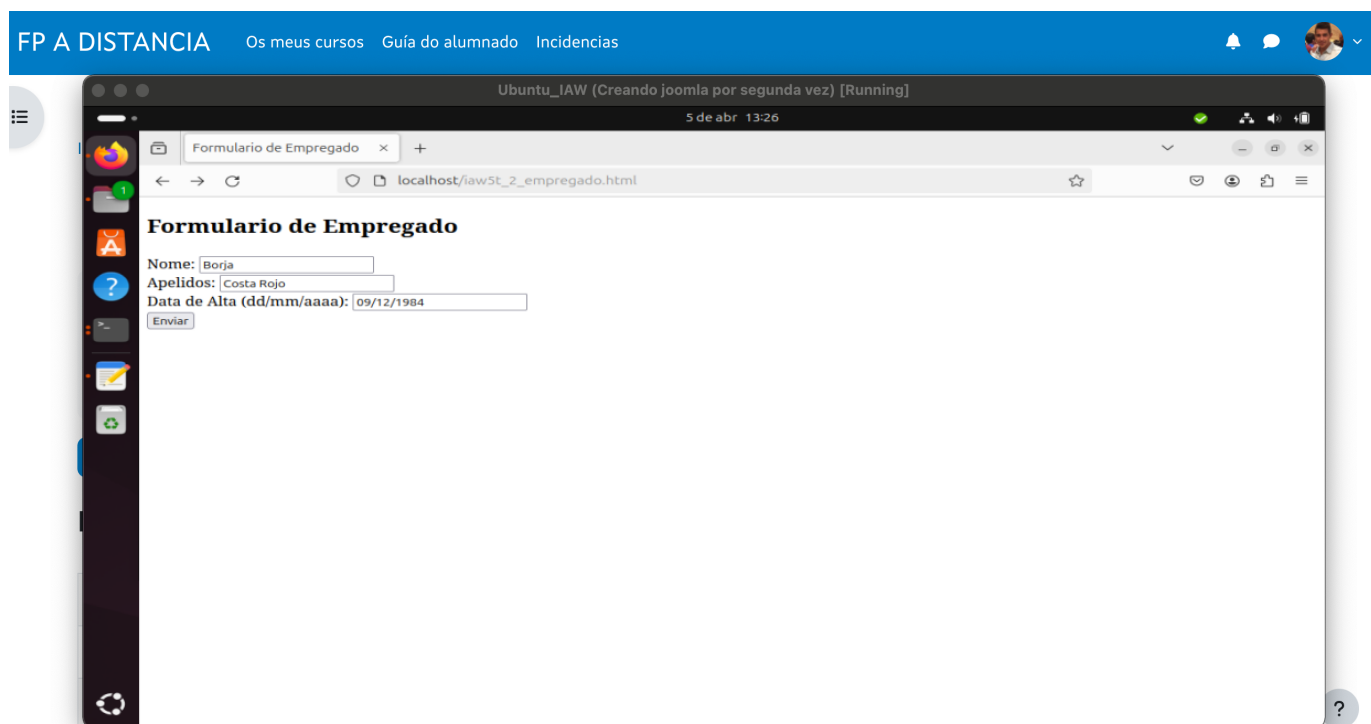 FP A DISTANCIA Os meus cursos Guía do alumnado Incidencias
Ubuntu_IAW (Creando joomla por segunda vez) [Running]
5 de abr 13:26
Formulario de Empregado
1
localhost/iaw5t_2_empregado.html
Formulario de Empregado
Nome: Borja
Apelidos: Costa Rojo
Data de Alta (dd/mm/aaaa): 09/12/1984
Enviar
?